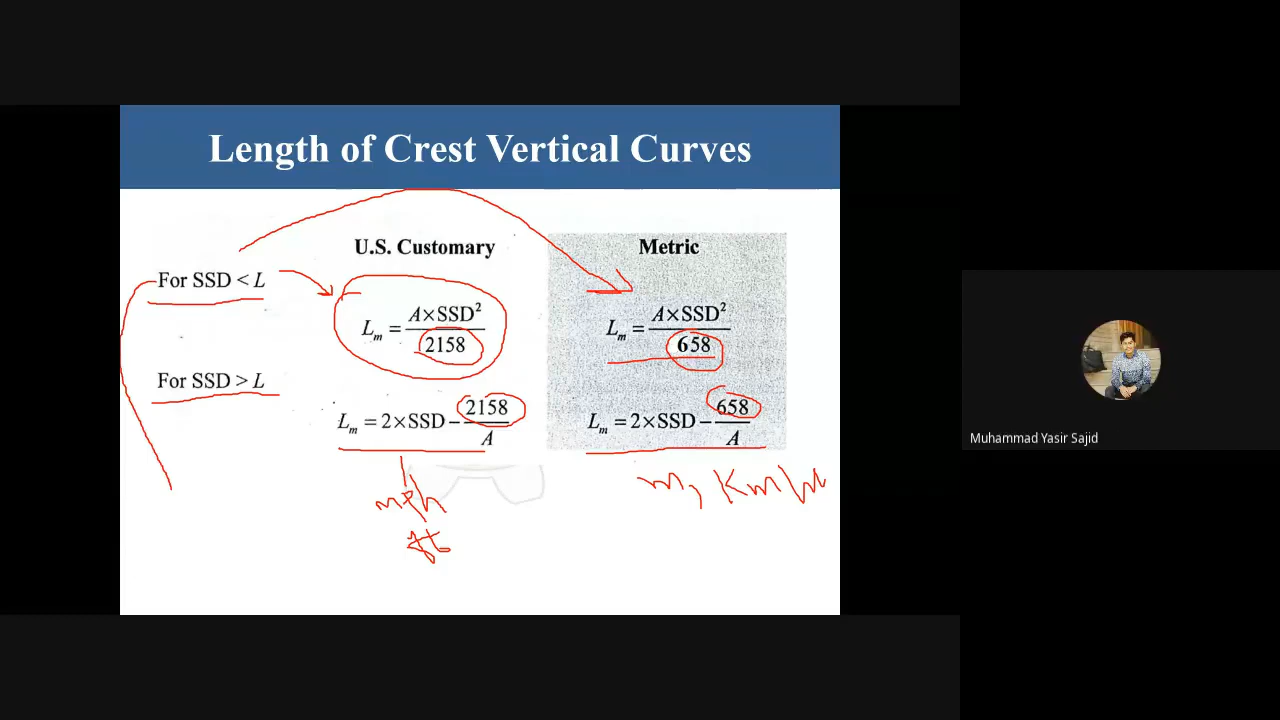 Length of Crest Vertical Curves
U.S. Customary
Metric
For SSD < L
Lm = A×SSD² / 2158
Lm = A×SSD² / 658
For SSD > L
Lm = 2×SSD − 2158 / A
Lm = 2×SSD − 658 / A
mph
ft
m, Km/h
Muhammad Yasir Sajid